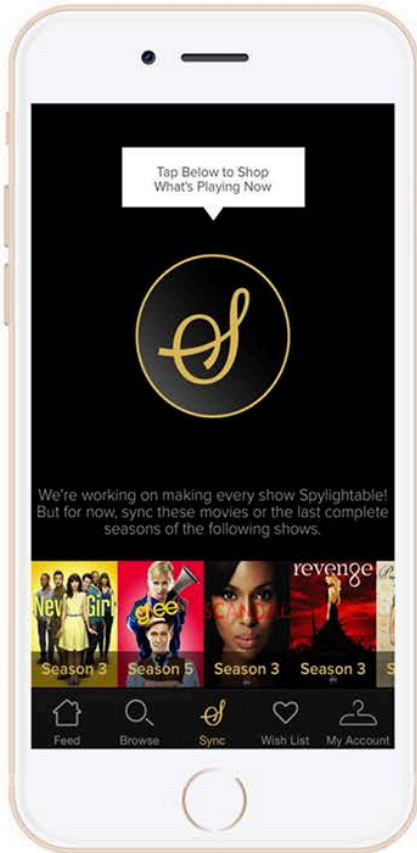 Tap Below to Shop
What's Playing Now
We're working on making every show Spylightable!
But for now, sync these movies or the last complete
seasons of the following shows.
New Girl
glee
SCANDAL
revenge
Season 3
Season 5
Season 3
Season 3
S
Feed
Browse
Sync
Wish List
My Account